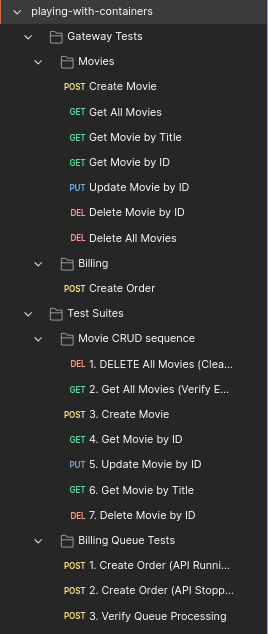 playing-with-containers
Gateway Tests
Movies
POST Create Movie
GET Get All Movies
GET Get Movie by Title
GET Get Movie by ID
PUT Update Movie by ID
DEL Delete Movie by ID
DEL Delete All Movies
Billing
POST Create Order
Test Suites
Movie CRUD sequence
DEL 1. DELETE All Movies (Clea...
GET 2. Get All Movies (Verify E...
POST 3. Create Movie
GET 4. Get Movie by ID
PUT 5. Update Movie by ID
GET 6. Get Movie by Title
DEL 7. Delete Movie by ID
Billing Queue Tests
POST 1. Create Order (API Runni...
POST 2. Create Order (API Stopp...
POST 3. Verify Queue Processing